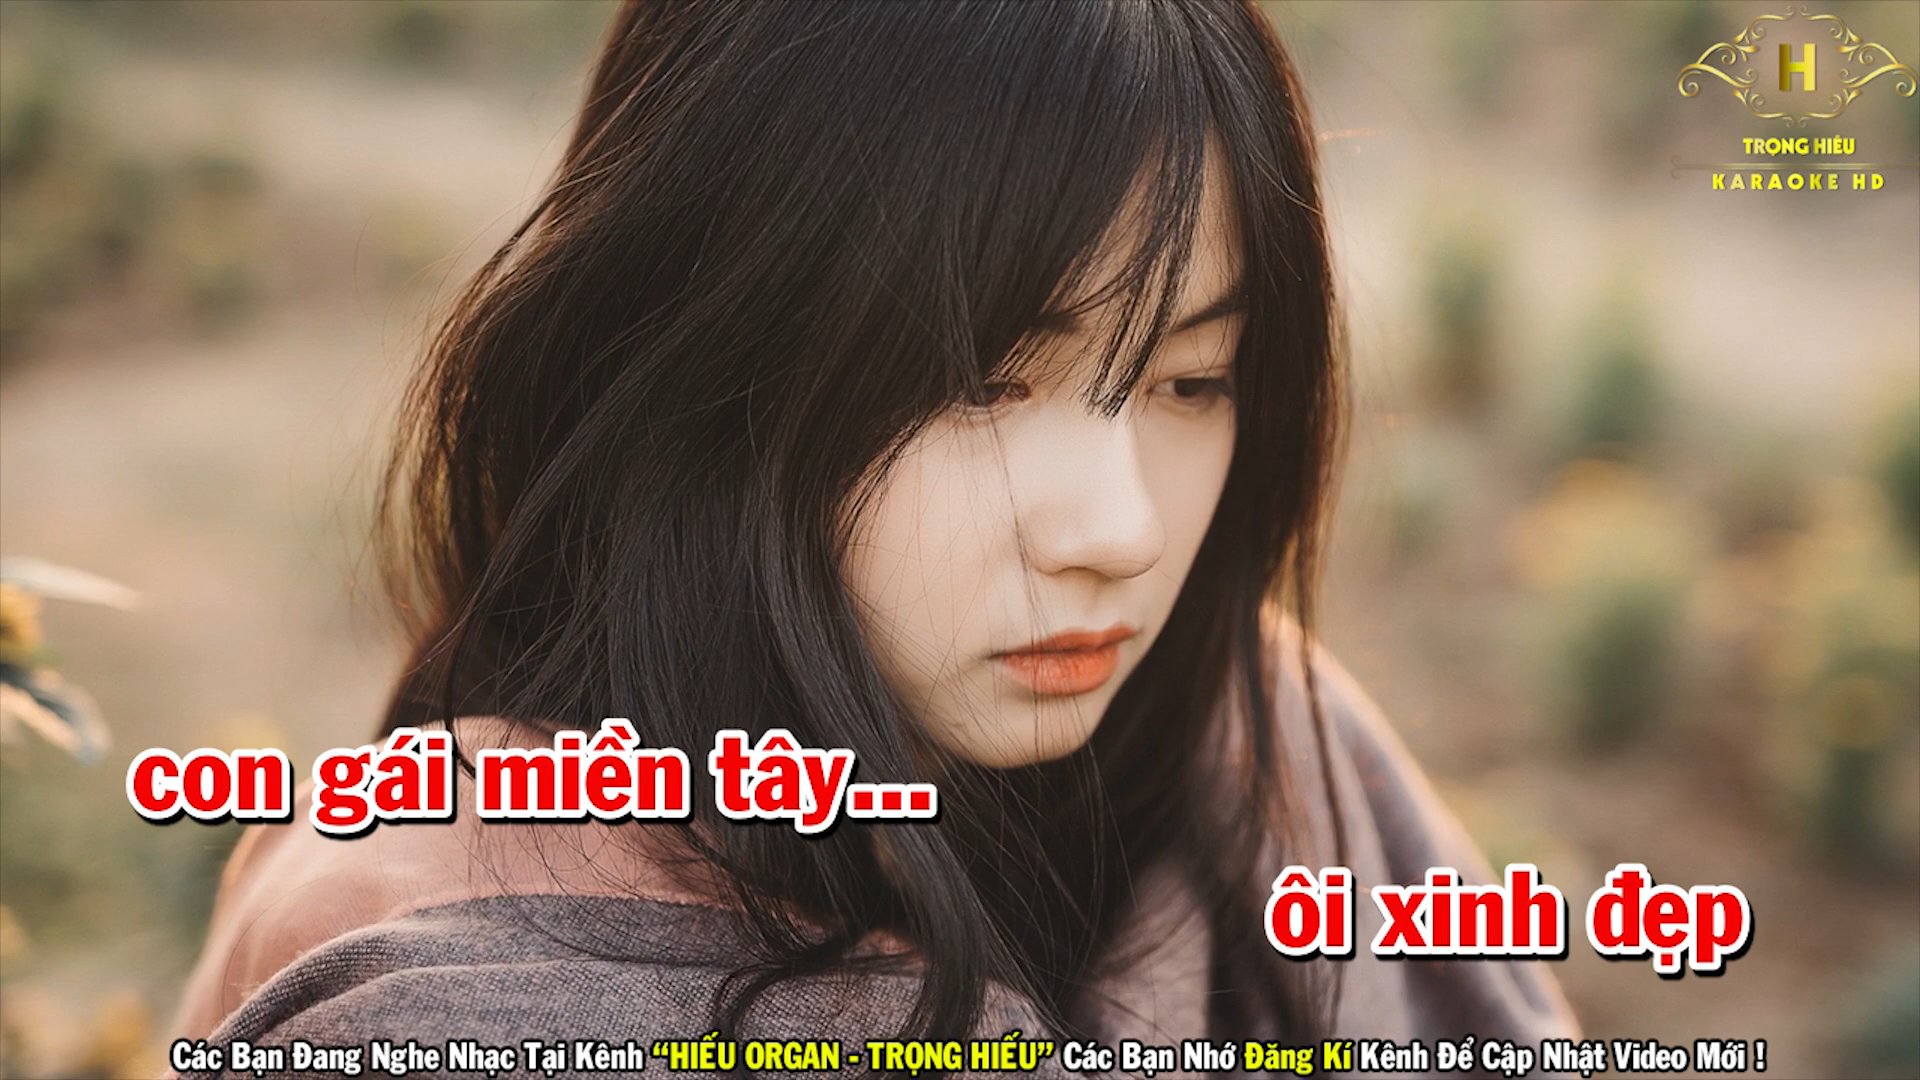 H
TRỌNG HIẾU
KARAOKE HD
con gái miền tây...
ôi xinh đẹp
Các Bạn Đang Nghe Nhạc Tại Kênh “HIẾU ORGAN - TRỌNG HIẾU” Các Bạn Nhớ Đăng Kí Kênh Để Cập Nhật Video Mới !